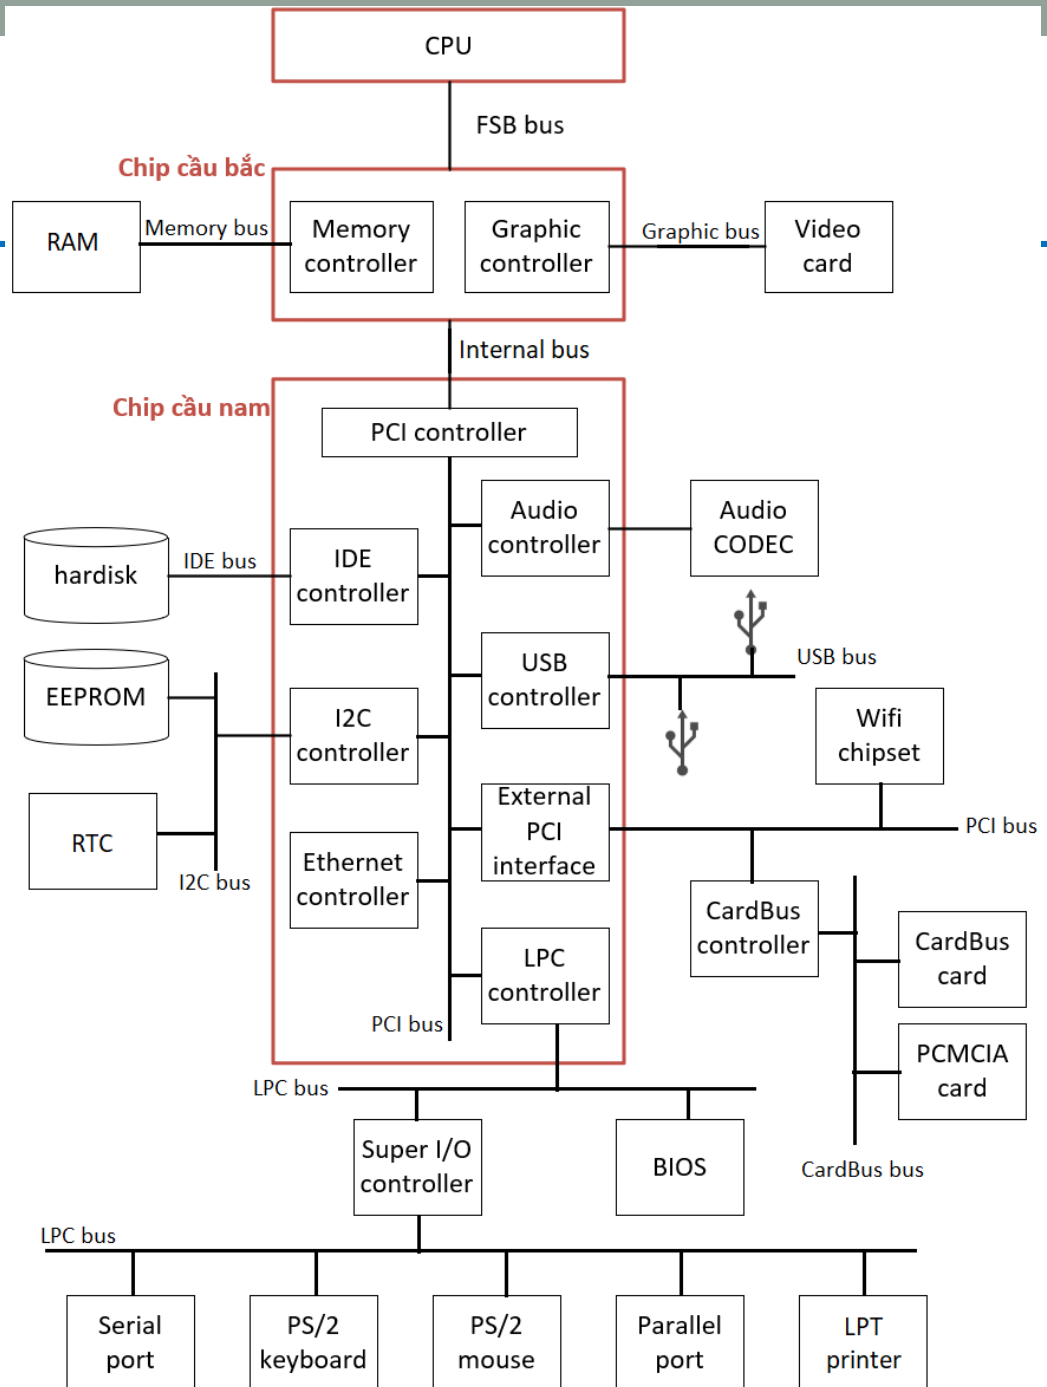 CPU
FSB bus
Chip cầu bắc
RAM
Memory bus
Memory
controller
Graphic
controller
Graphic bus
Video
card
Internal bus
Chip cầu nam
PCI controller
Audio
controller
Audio
CODEC
hardisk
IDE bus
IDE
controller
USB
controller
USB bus
EEPROM
I2C
controller
Wifi
chipset
RTC
I2C bus
External
PCI
interface
PCI bus
Ethernet
controller
CardBus
controller
CardBus
card
LPC
controller
PCI bus
PCMCIA
card
CardBus bus
LPC bus
Super I/O
controller
BIOS
LPC bus
Serial
port
PS/2
keyboard
PS/2
mouse
Parallel
port
LPT
printer